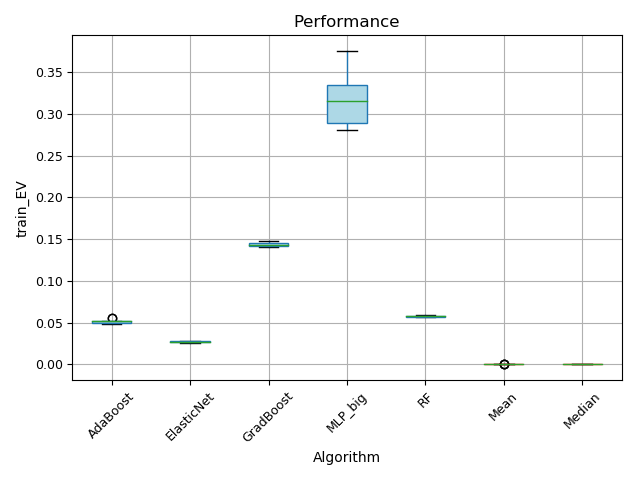 Performance
train_EV
0.35
0.30
0.25
0.20
0.15
0.10
0.05
0.00
AdaBoost
ElasticNet
GradBoost
MLP_big
RF
Mean
Median
Algorithm